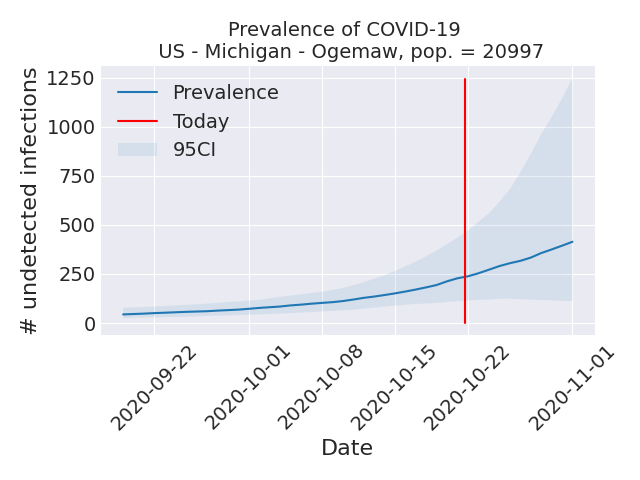 Prevalence of COVID-19
US - Michigan - Ogemaw, pop. = 20997
# undetected infections
1250
1000
750
500
250
0
Prevalence
Today
95CI
2020-09-22
2020-10-01
2020-10-08
2020-10-15
2020-10-22
2020-11-01
Date